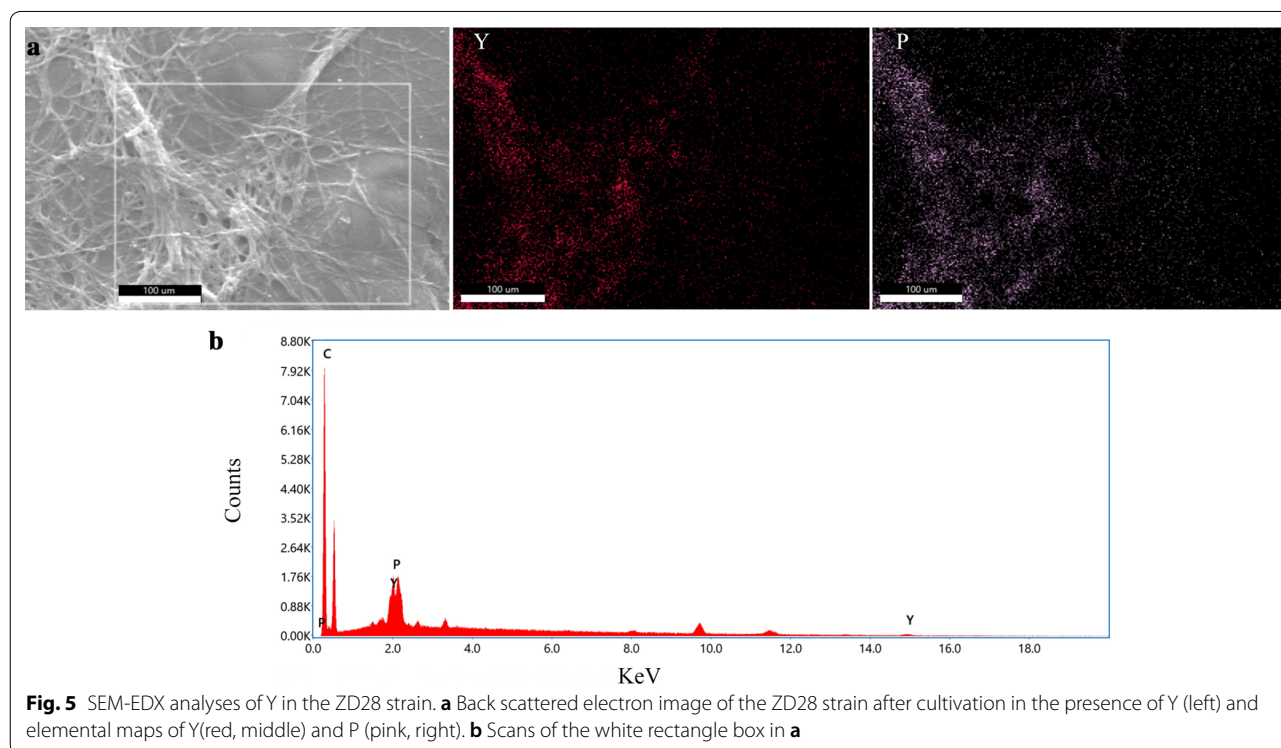 a
Y
P
100 um
100 um
100 um
b
8.80K
C
7.92K
7.04K
6.16K
5.28K
4.40K
3.52K
2.64K
P
1.76K
Y
0.88K
P
Y
0.00K
0.0 2.0 4.0 6.0 8.0 10.0 12.0 14.0 16.0 18.0
Counts
KeV
Fig. 5 SEM-EDX analyses of Y in the ZD28 strain. a Back scattered electron image of the ZD28 strain after cultivation in the presence of Y (left) and
elemental maps of Y(red, middle) and P (pink, right). b Scans of the white rectangle box in a